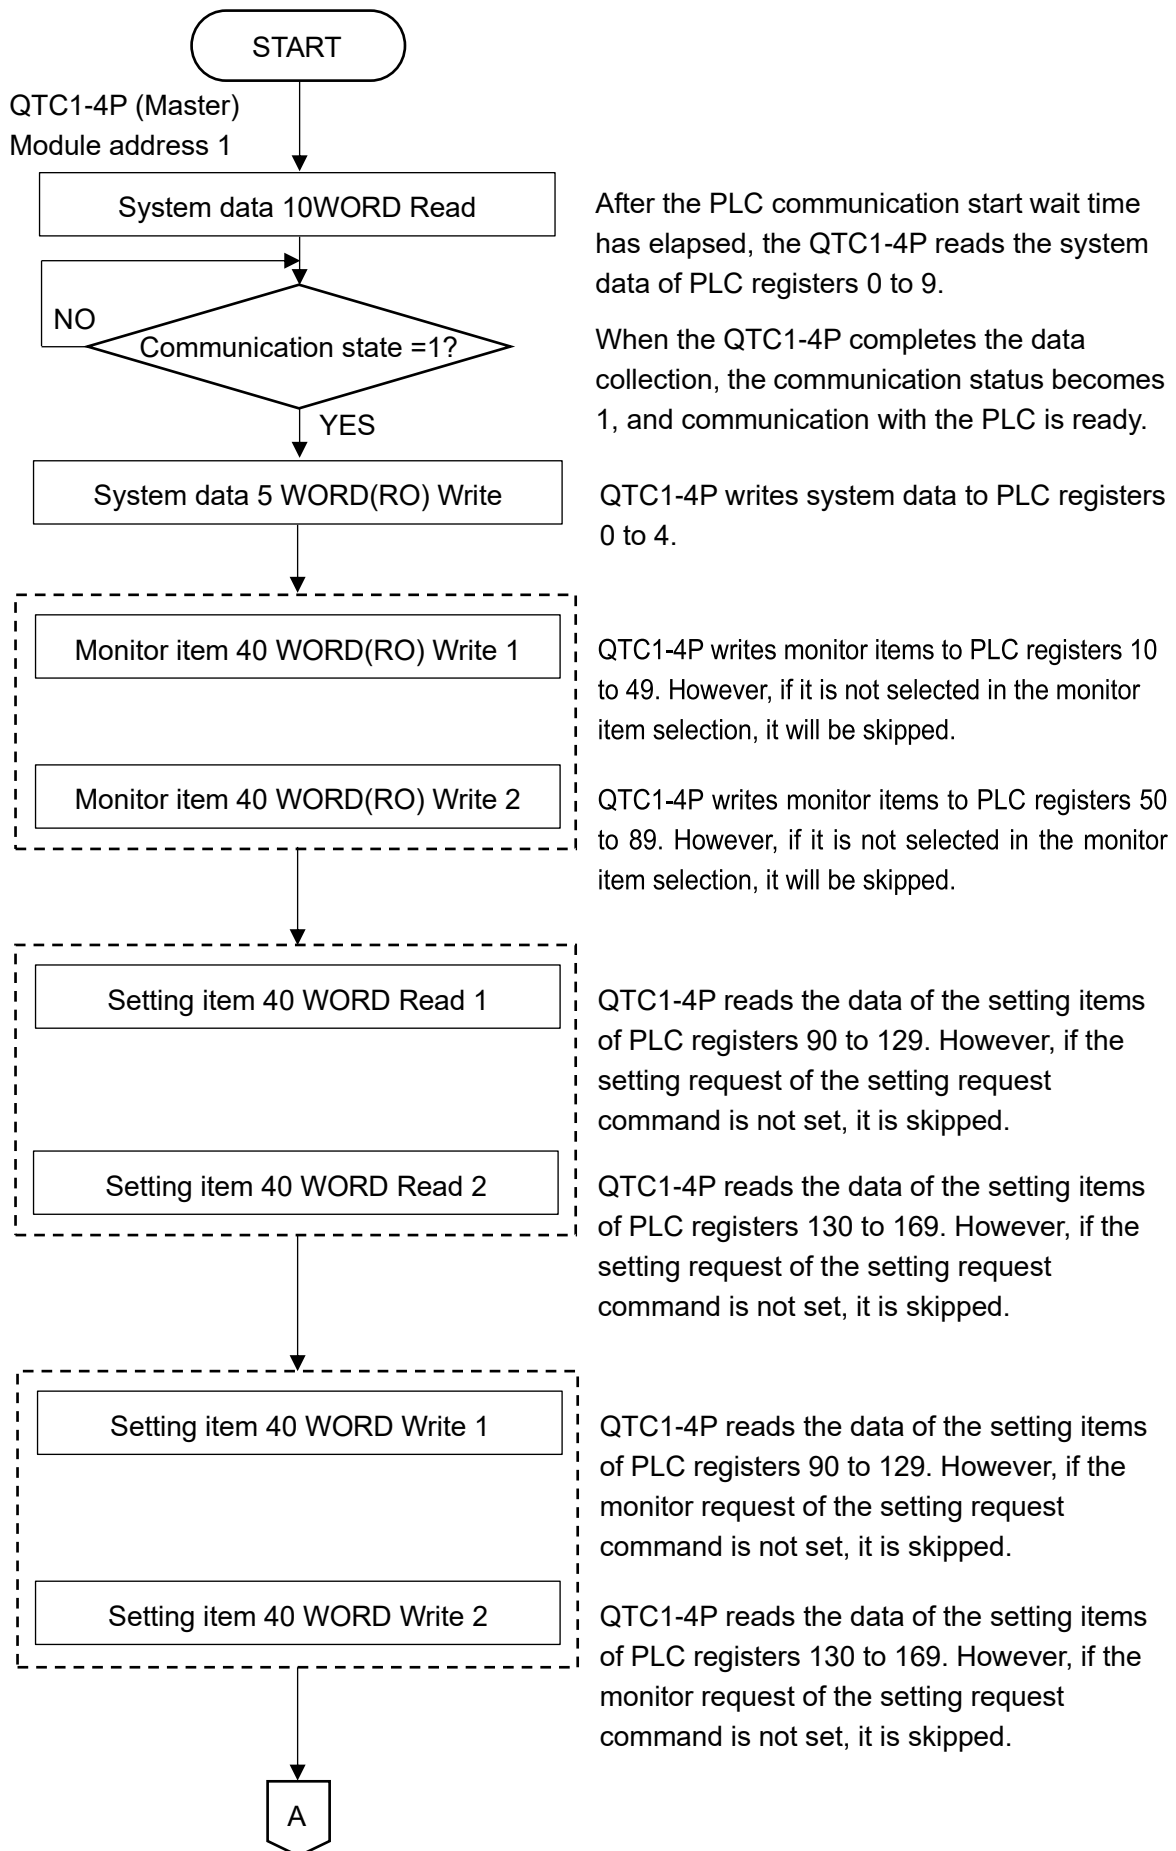 START
QTC1-4P (Master)
Module address 1
System data 10WORD Read
After the PLC communication start wait time
has elapsed, the QTC1-4P reads the system
data of PLC registers 0 to 9.
NO
Communication state =1?
When the QTC1-4P completes the data
collection, the communication status becomes
1, and communication with the PLC is ready.
YES
System data 5 WORD(RO) Write
QTC1-4P writes system data to PLC registers
0 to 4.
Monitor item 40 WORD(RO) Write 1
QTC1-4P writes monitor items to PLC registers 10
to 49. However, if it is not selected in the monitor
item selection, it will be skipped.
Monitor item 40 WORD(RO) Write 2
QTC1-4P writes monitor items to PLC registers 50
to 89. However, if it is not selected in the monitor
item selection, it will be skipped.
Setting item 40 WORD Read 1
QTC1-4P reads the data of the setting items
of PLC registers 90 to 129. However, if the
setting request of the setting request
command is not set, it is skipped.
Setting item 40 WORD Read 2
QTC1-4P reads the data of the setting items
of PLC registers 130 to 169. However, if the
setting request of the setting request
command is not set, it is skipped.
Setting item 40 WORD Write 1
QTC1-4P reads the data of the setting items
of PLC registers 90 to 129. However, if the
monitor request of the setting request
command is not set, it is skipped.
Setting item 40 WORD Write 2
QTC1-4P reads the data of the setting items
of PLC registers 130 to 169. However, if the
monitor request of the setting request
command is not set, it is skipped.
A